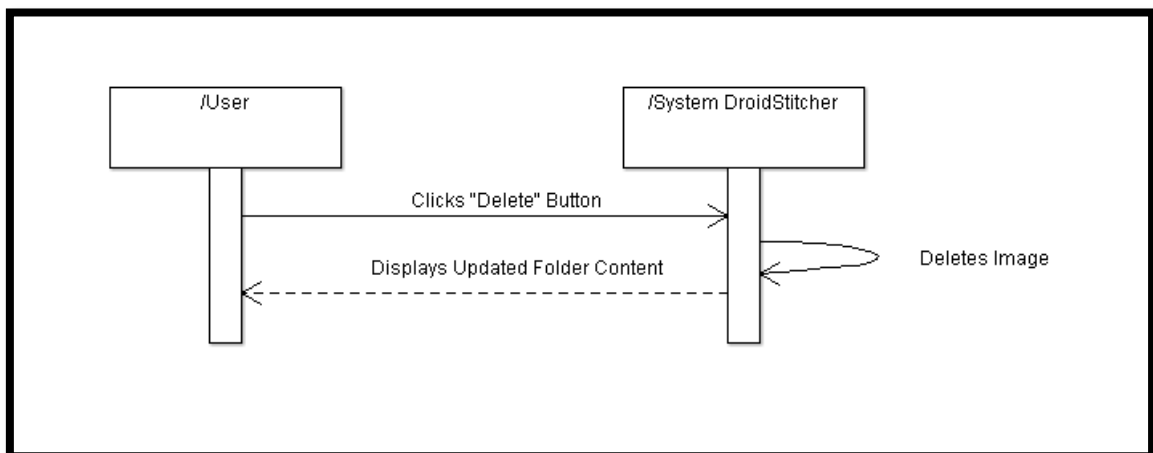 /User
/System DroidStitcher
Clicks "Delete" Button
Deletes Image
Displays Updated Folder Content